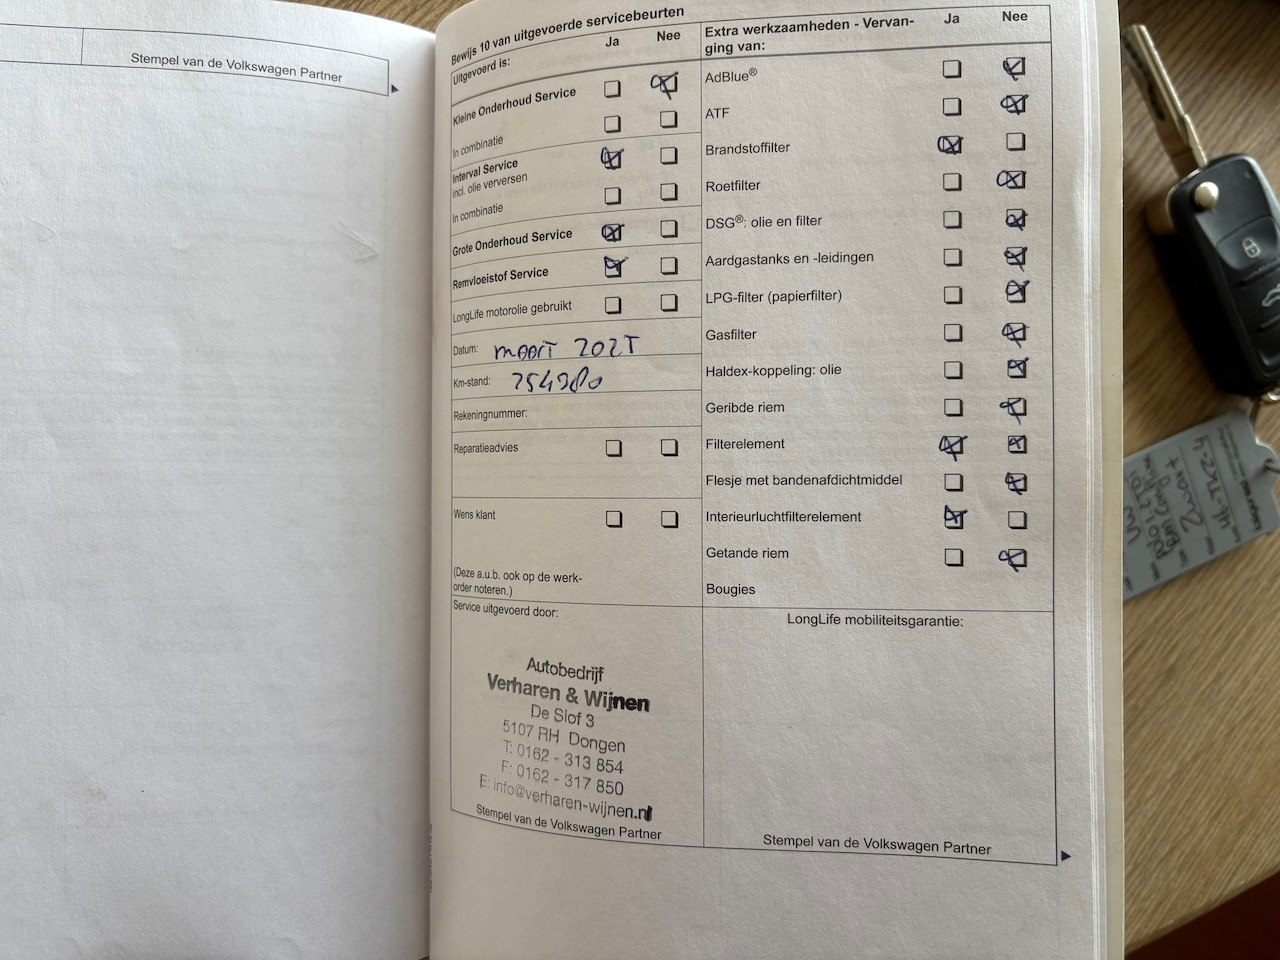 Stempel van de Volkswagen Partner
Bewijs 10 van uitgevoerde servicebeurten
Uitgevoerd is:
Ja
Nee
Kleine Onderhoud Service
In combinatie
Interval Service
incl. olie verversen
In combinatie
Grote Onderhoud Service
Remvloeistof Service
LongLife motorolie gebruikt
Datum: maart 2025
Km-stand: 254980
Rekeningnummer:
Reparatieadvies
Wens klant
(Deze a.u.b. ook op de werk-
order noteren.)
Service uitgevoerd door:
Autobedrijf
Verharen & Wijnen
De Slof 3
5107 RH Dongen
T: 0162 - 313 854
F: 0162 - 317 850
E: info@verharen-wijnen.nl
Stempel van de Volkswagen Partner
Extra werkzaamheden - Vervan-
ging van:
Ja
Nee
AdBlue®
ATF
Brandstoffilter
Roetfilter
DSG®: olie en filter
Aardgastanks en -leidingen
LPG-filter (papierfilter)
Gasfilter
Haldex-koppeling: olie
Geribde riem
Filterelement
Flesje met bandenafdichtmiddel
Interieurluchtfilterelement
Getande riem
Bougies
LongLife mobiliteitsgarantie:
Stempel van de Volkswagen Partner
VW
Polo
Zwart